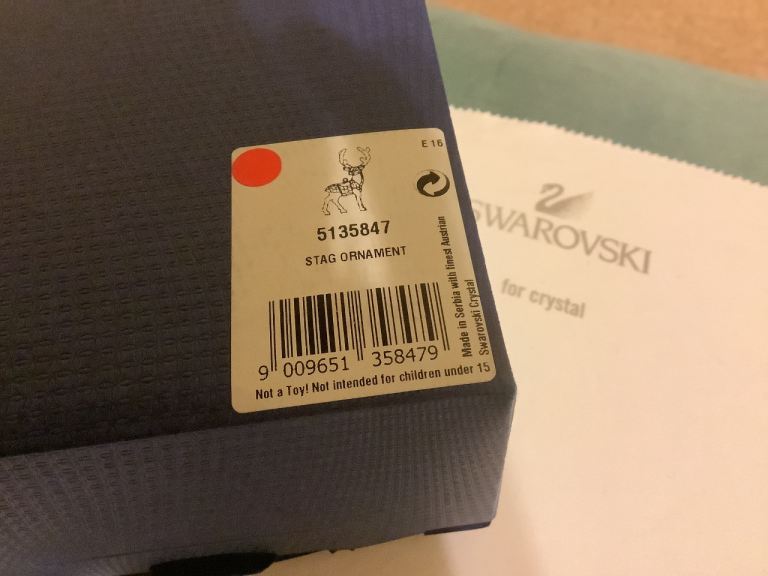 E 16
5135847
STAG ORNAMENT
9 009651 358479
Not a Toy! Not intended for children under 15
Made in Serbia with finest Austrian
Swarovski Crystal
SWAROVSKI
for crystal